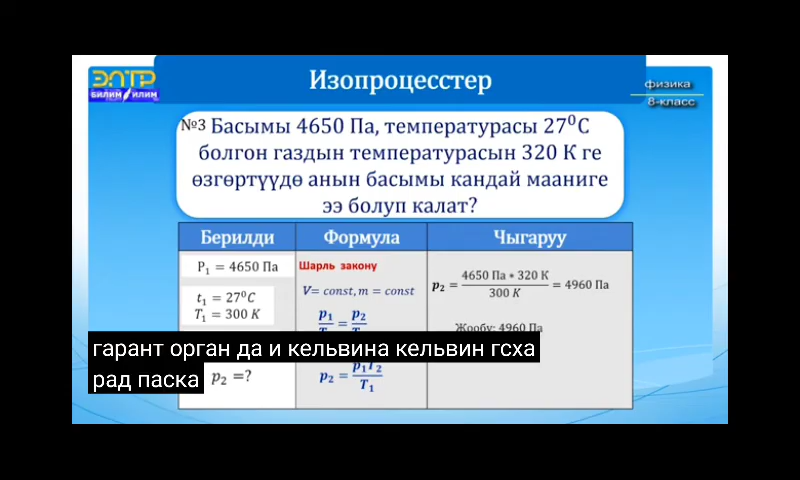 ЭЛТР
БИЛИМ ИЛИМ
Изопроцесстер
физика
8-класс
№3 Басымы 4650 Па, температурасы 27⁰С
болгон газдын температурасын 320 К ге
өзгөртүүдө анын басымы кандай мааниге
ээ болуп калат?
Берилди
Формула
Чыгаруу
P₁ = 4650 Па
t₁ = 27⁰C
T₁ = 300 K
p₂ =?
Шарль закону
V= const, m = const
p₁ = p₂
p₂ = p₁T₂ / T₁
p₂ = 4650 Па * 320 К / 300 К = 4960 Па
Жообу: 4960 Па
гарант орган да и кельвина кельвин гсха
рад паска